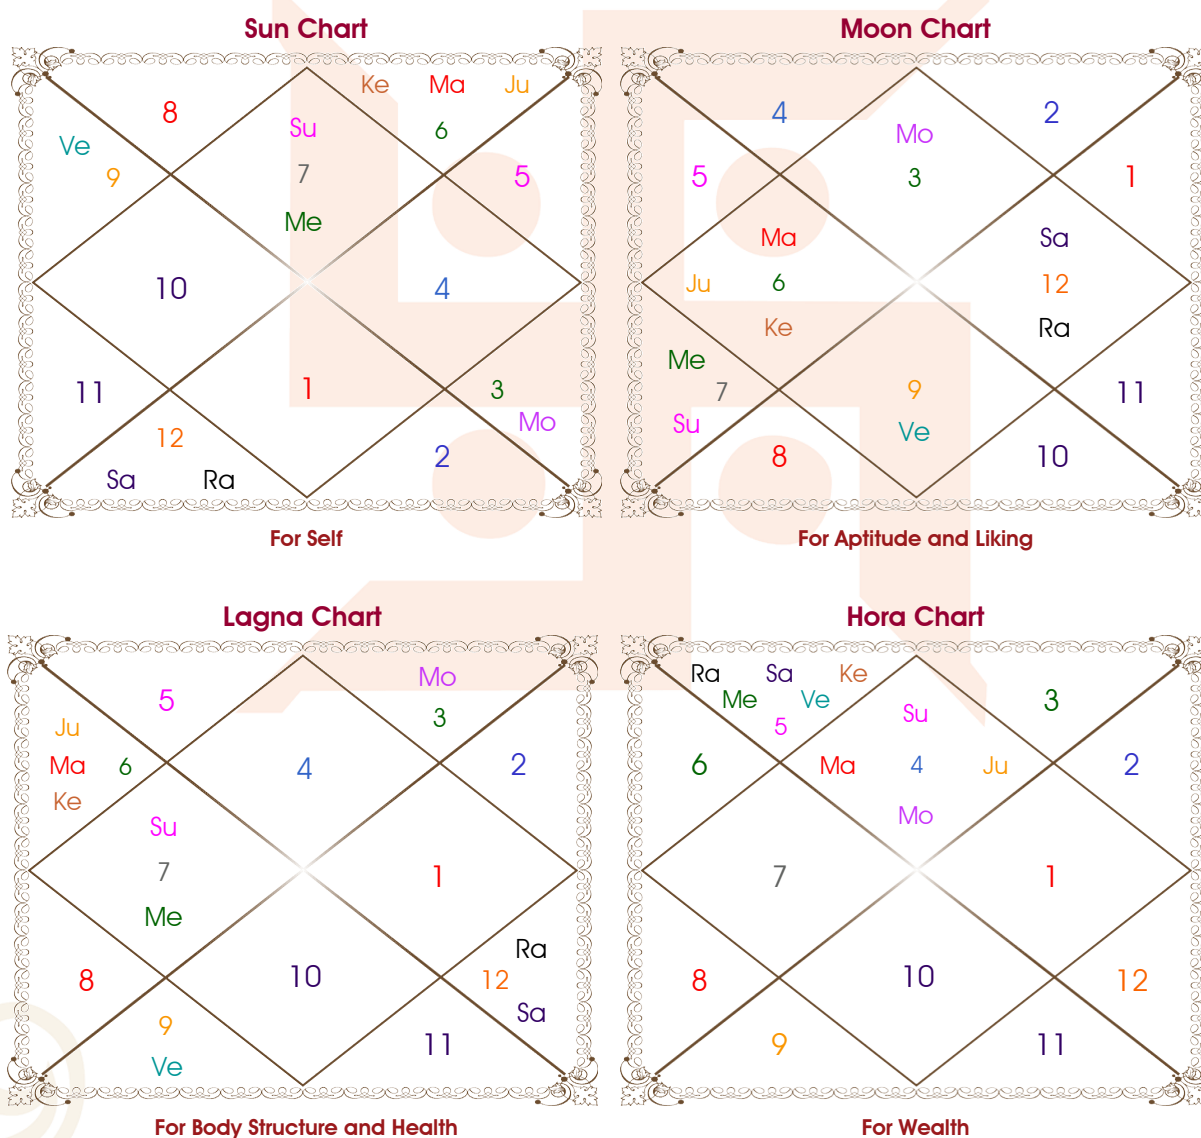 Sun Chart
8
Ve
9
Su
7
Me
Ke Ma Ju
6
5
10
4
11
12
Sa Ra
1
3
Mo
2
For Self
Moon Chart
4
5
Mo
3
2
1
Ma
Ju 6
Ke
Sa
12
Ra
Me
7
Su
8
9
Ve
11
10
For Aptitude and Liking
Lagna Chart
5
Ju
Ma 6
Ke
4
Mo
3
2
Su
7
Me
1
8
9
Ve
10
Ra
12
Sa
11
For Body Structure and Health
Hora Chart
Ra Sa Ke
Me Ve
5
6
Su
Ma 4 Ju
Mo
3
2
7
1
8
9
10
12
11
For Wealth